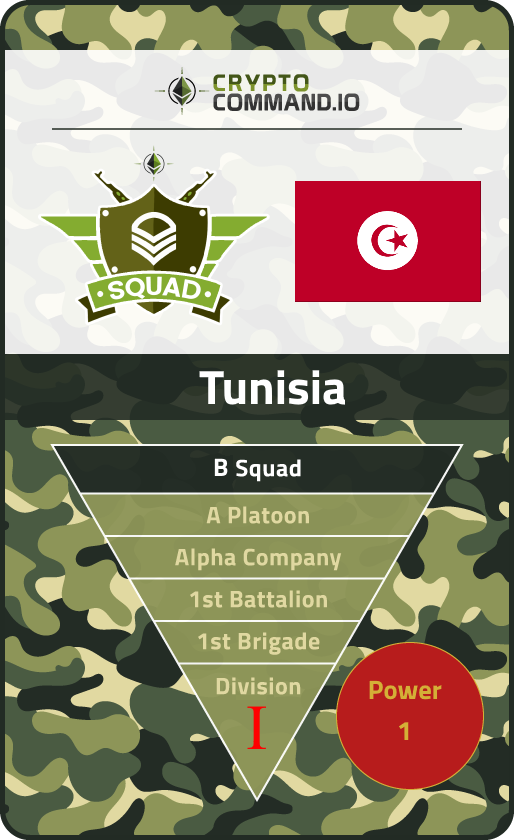 CRYPTO
COMMAND.IO
SQUAD
Tunisia
B Squad
A Platoon
Alpha Company
1st Battalion
1st Brigade
Division
I
Power
1